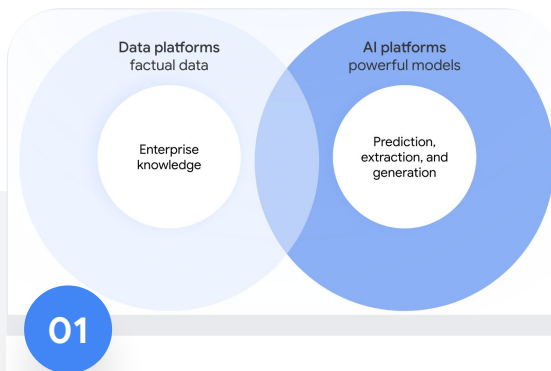 Data platforms
factual data
Enterprise
knowledge
AI platforms
powerful models
Prediction,
extraction, and
generation
01